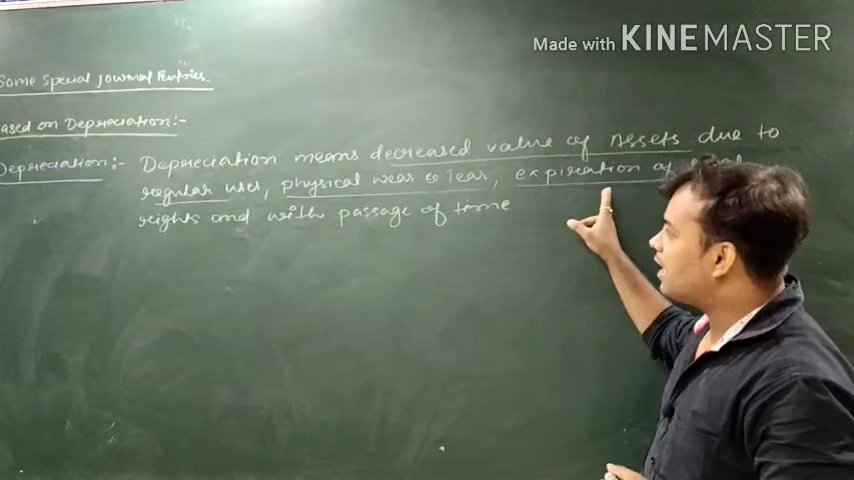 Made with KINEMASTER
Some Special Journal Entries.
ased on Depreciation:-
Depreciation:- Depreciation means decreased value of Assets due to
regular uses, physical wear & Tear, expiration of
rights and with passage of time